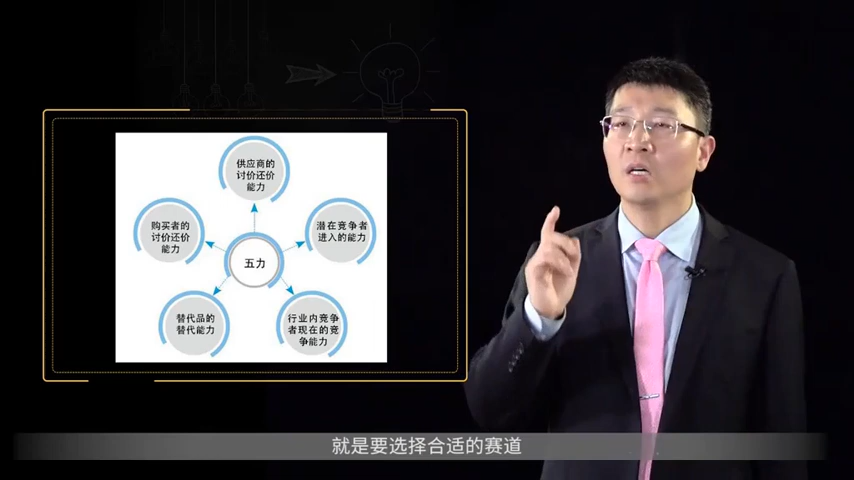 供应商的
讨价还价
能力
购买者的
讨价还价
能力
潜在竞争者
进入的能力
五力
替代品的
替代能力
行业内竞争
者现在的竞
争能力
就是要选择合适的赛道